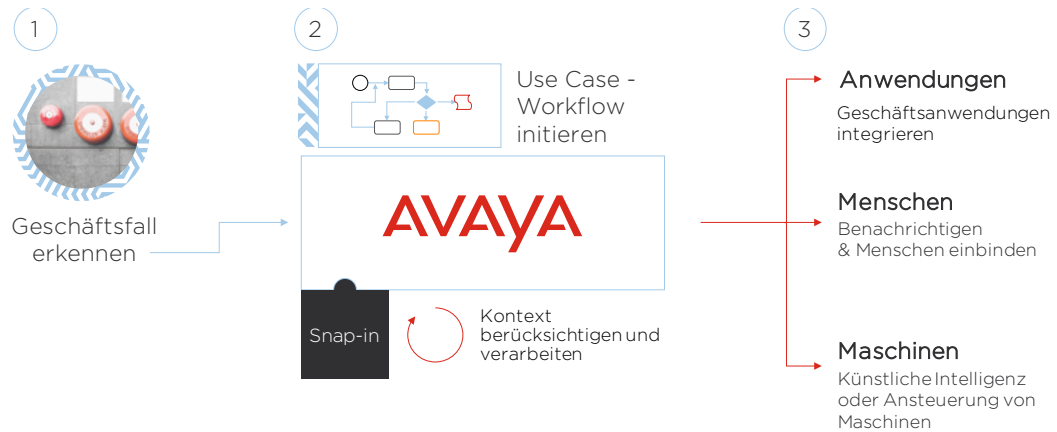 1
Geschäftsfall
erkennen
2
Use Case -
Workflow
initieren
AVAYA
Snap-in
Kontext
berücksichtigen und
verarbeiten
3
Anwendungen
Geschäftsanwendungen
integrieren
Menschen
Benachrichtigen
& Menschen einbinden
Maschinen
Künstliche Intelligenz
oder Ansteuerung von
Maschinen